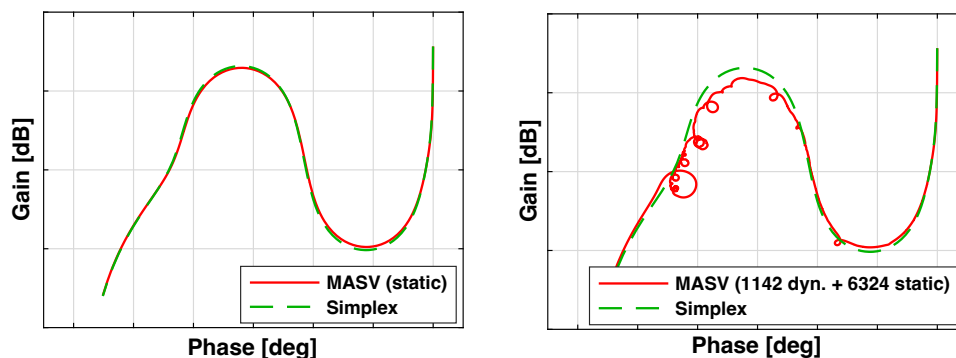 Gain [dB]
MASV (static)
Simplex
Phase [deg]
Gain [dB]
MASV (1142 dyn. + 6324 static)
Simplex
Phase [deg]